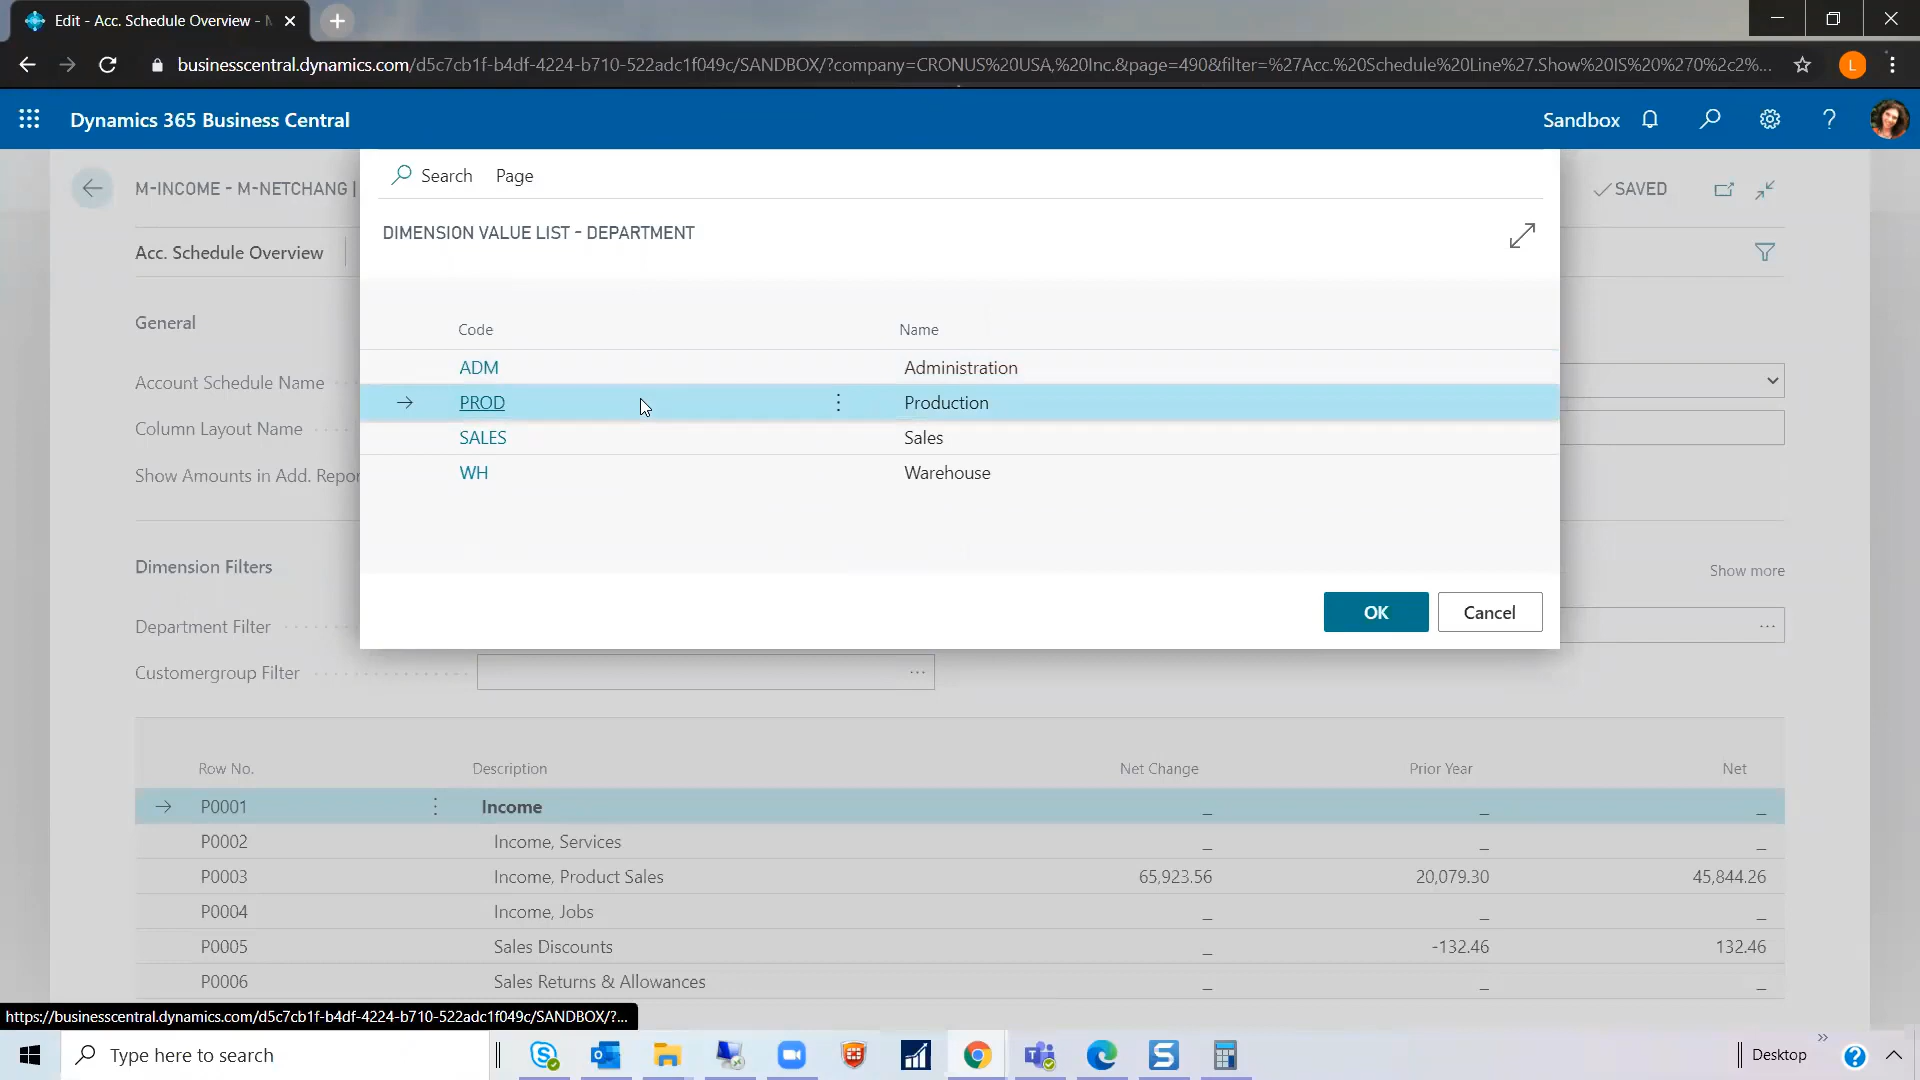 Edit - Acc. Schedule Overview -
businesscentral.dynamics.com/d5c7cb1f-b4df-4224-b710-522adc1f049c/SANDBOX/?company=CRONUS%20USA,%20Inc.&page=490&filter=%27Acc.%20Schedule%20Line%27.Show%20IS%20%270%2c2%...
L
Dynamics 365 Business Central
Sandbox
?
M-INCOME - M-NETCHANG |
Search
Page
SAVED
DIMENSION VALUE LIST - DEPARTMENT
Acc. Schedule Overview
General
Code
Name
ADM
Administration
Account Schedule Name
PROD
Production
Column Layout Name
SALES
Sales
Show Amounts in Add. Repor
WH
Warehouse
Dimension Filters
Show more
OK
Cancel
Department Filter
Customergroup Filter
Row No.
Description
Net Change
Prior Year
Net
P0001
Income
_
_
_
P0002
Income, Services
_
_
_
P0003
Income, Product Sales
65,923.56
20,079.30
45,844.26
P0004
Income, Jobs
_
_
_
P0005
Sales Discounts
_
-132.46
132.46
P0006
Sales Returns & Allowances
_
_
_
https://businesscentral.dynamics.com/d5c7cb1f-b4df-4224-b710-522adc1f049c/SANDBOX/?...
Type here to search
Desktop